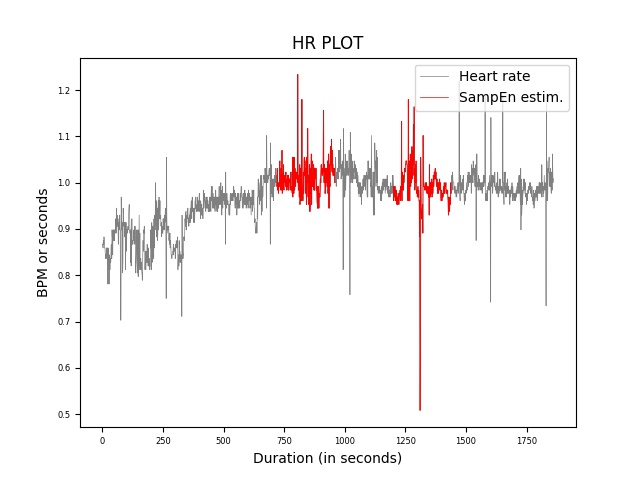 HR PLOT
Heart rate
SampEn estim.
1.2
1.1
1.0
0.9
0.8
0.7
0.6
0.5
BPM or seconds
0 250 500 750 1000 1250 1500 1750
Duration (in seconds)